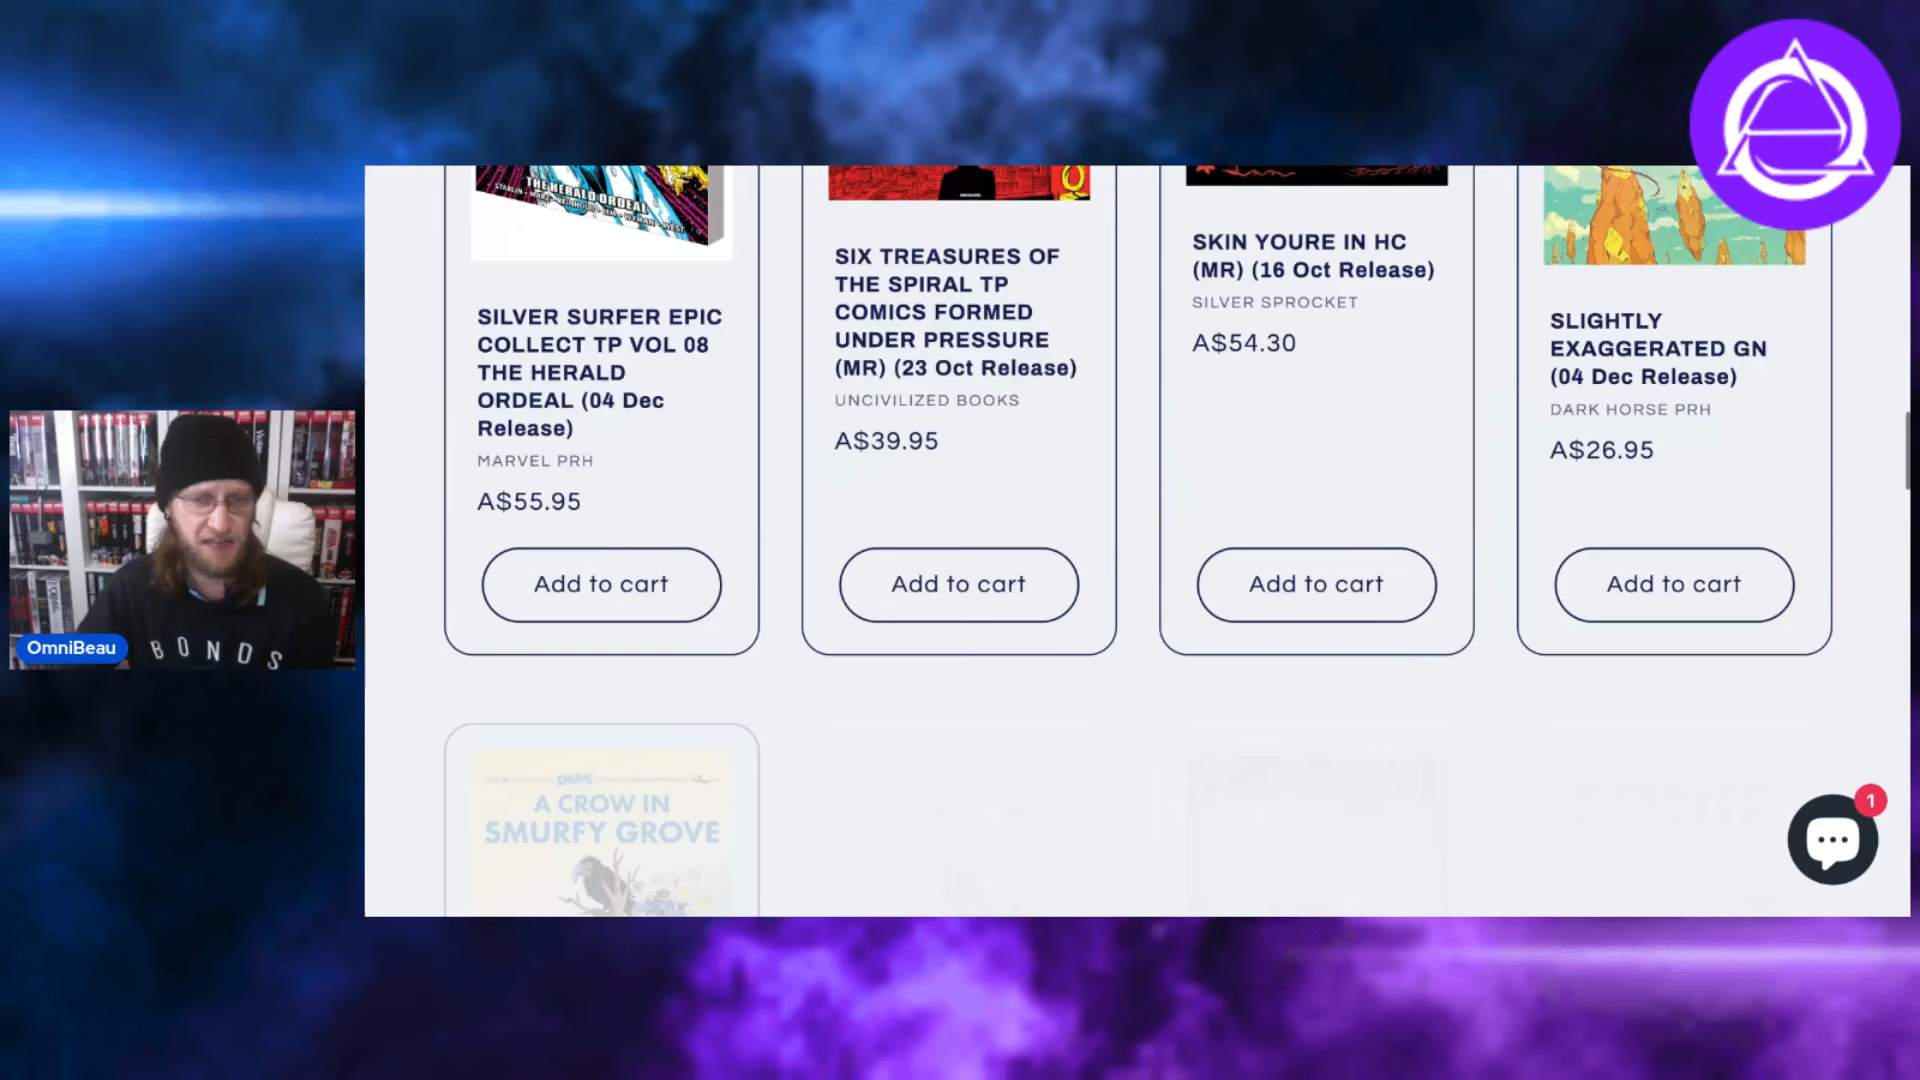 THE HERALD ORDEAL
SILVER SURFER EPIC
COLLECT TP VOL 08
THE HERALD
ORDEAL (04 Dec
Release)
MARVEL PRH
A$55.95
Add to cart
SIX TREASURES OF
THE SPIRAL TP
COMICS FORMED
UNDER PRESSURE
(MR) (23 Oct Release)
UNCIVILIZED BOOKS
A$39.95
Add to cart
SKIN YOURE IN HC
(MR) (16 Oct Release)
SILVER SPROCKET
A$54.30
Add to cart
SLIGHTLY
EXAGGERATED GN
(04 Dec Release)
DARK HORSE PRH
A$26.95
Add to cart
OmniBeau
BONDS
SMURFS
A CROW IN
SMURFY GROVE
1